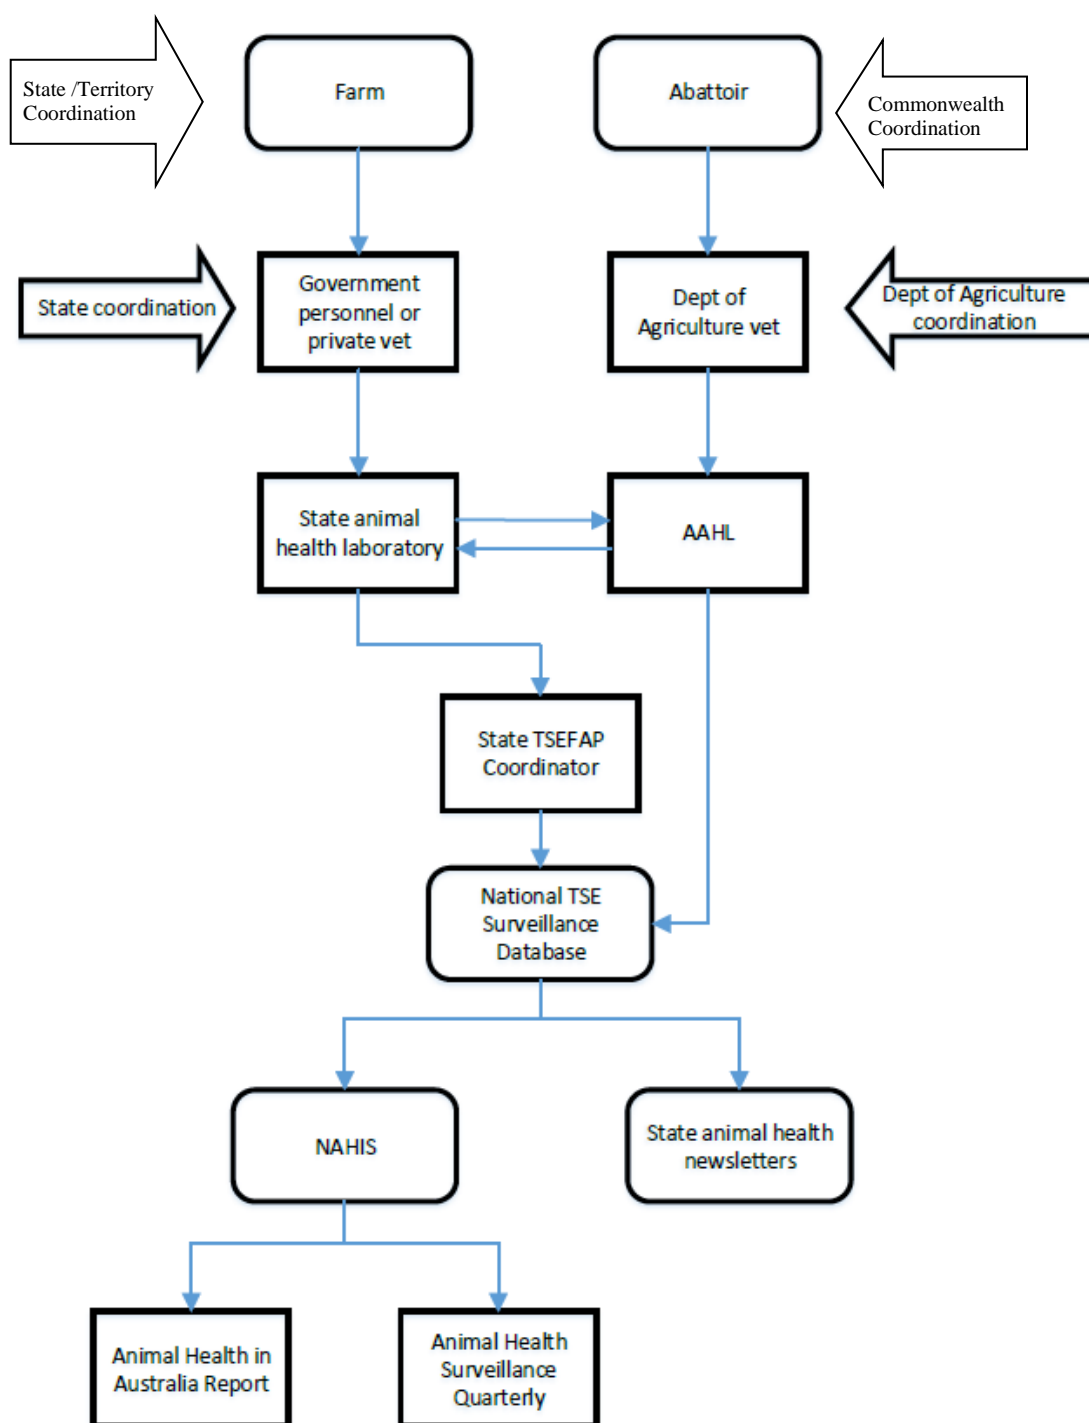 State /Territory
Coordination
Farm
Abattoir
Commonwealth
Coordination
State coordination
Government
personnel or
private vet
Dept of
Agriculture vet
Dept of Agriculture
coordination
State animal
health laboratory
AAHL
State TSEFAP
Coordinator
National TSE
Surveillance
Database
NAHIS
State animal health
newsletters
Animal Health in
Australia Report
Animal Health
Surveillance
Quarterly